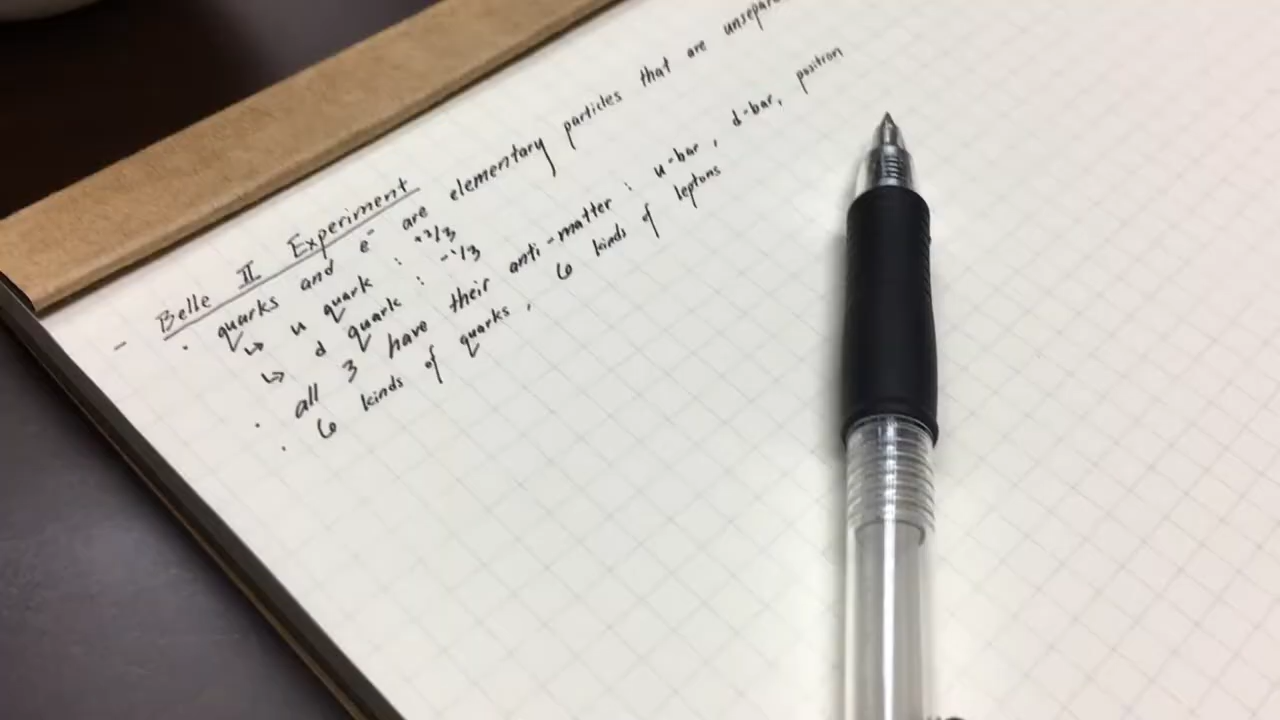 - Belle II Experiment
· quarks and e⁻ are elementary particles that are
↳ u quark : +2/3
↳ d quark : -1/3
· all 3 have their anti-matter : u-bar, d-bar, positron
· 6 kinds of quarks, 6 kinds of leptons